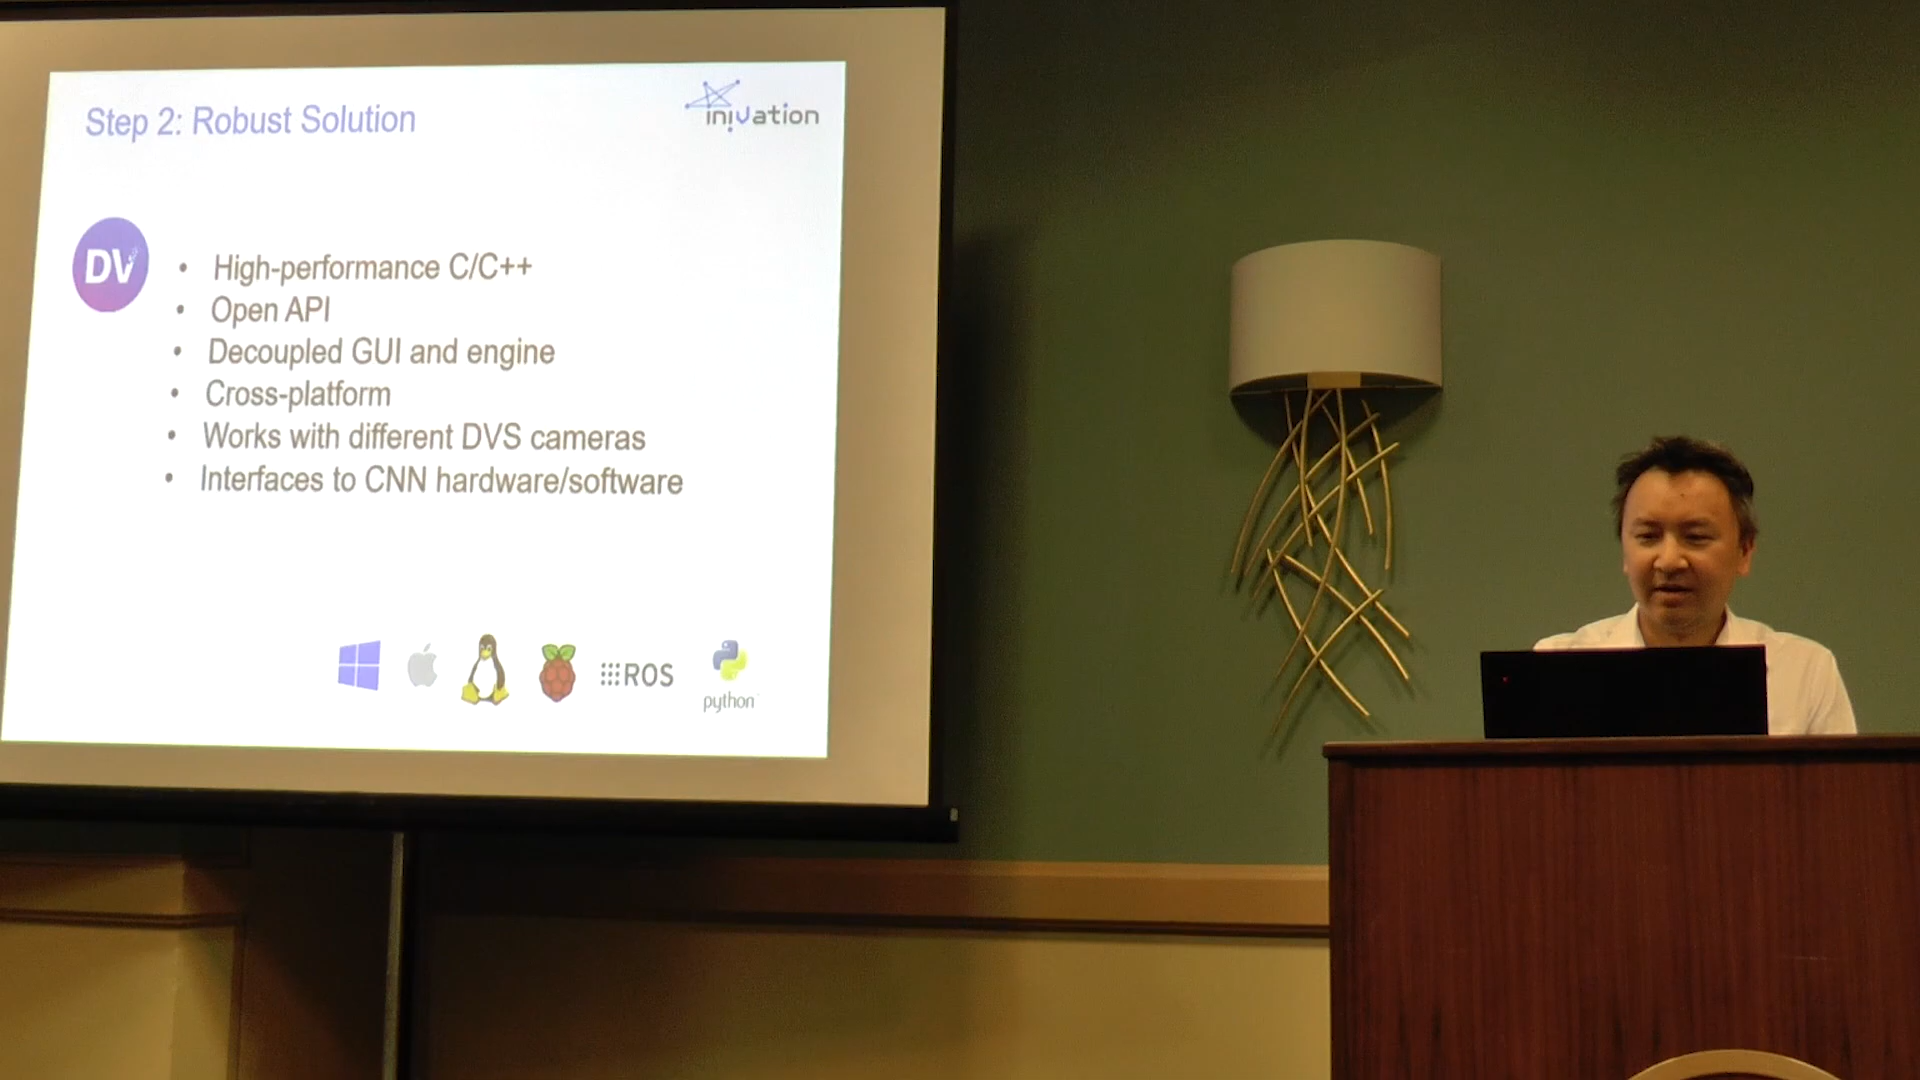 Step 2: Robust Solution
inivation
DV
• High-performance C/C++
• Open API
• Decoupled GUI and engine
• Cross-platform
• Works with different DVS cameras
• Interfaces to CNN hardware/software
ROS
python